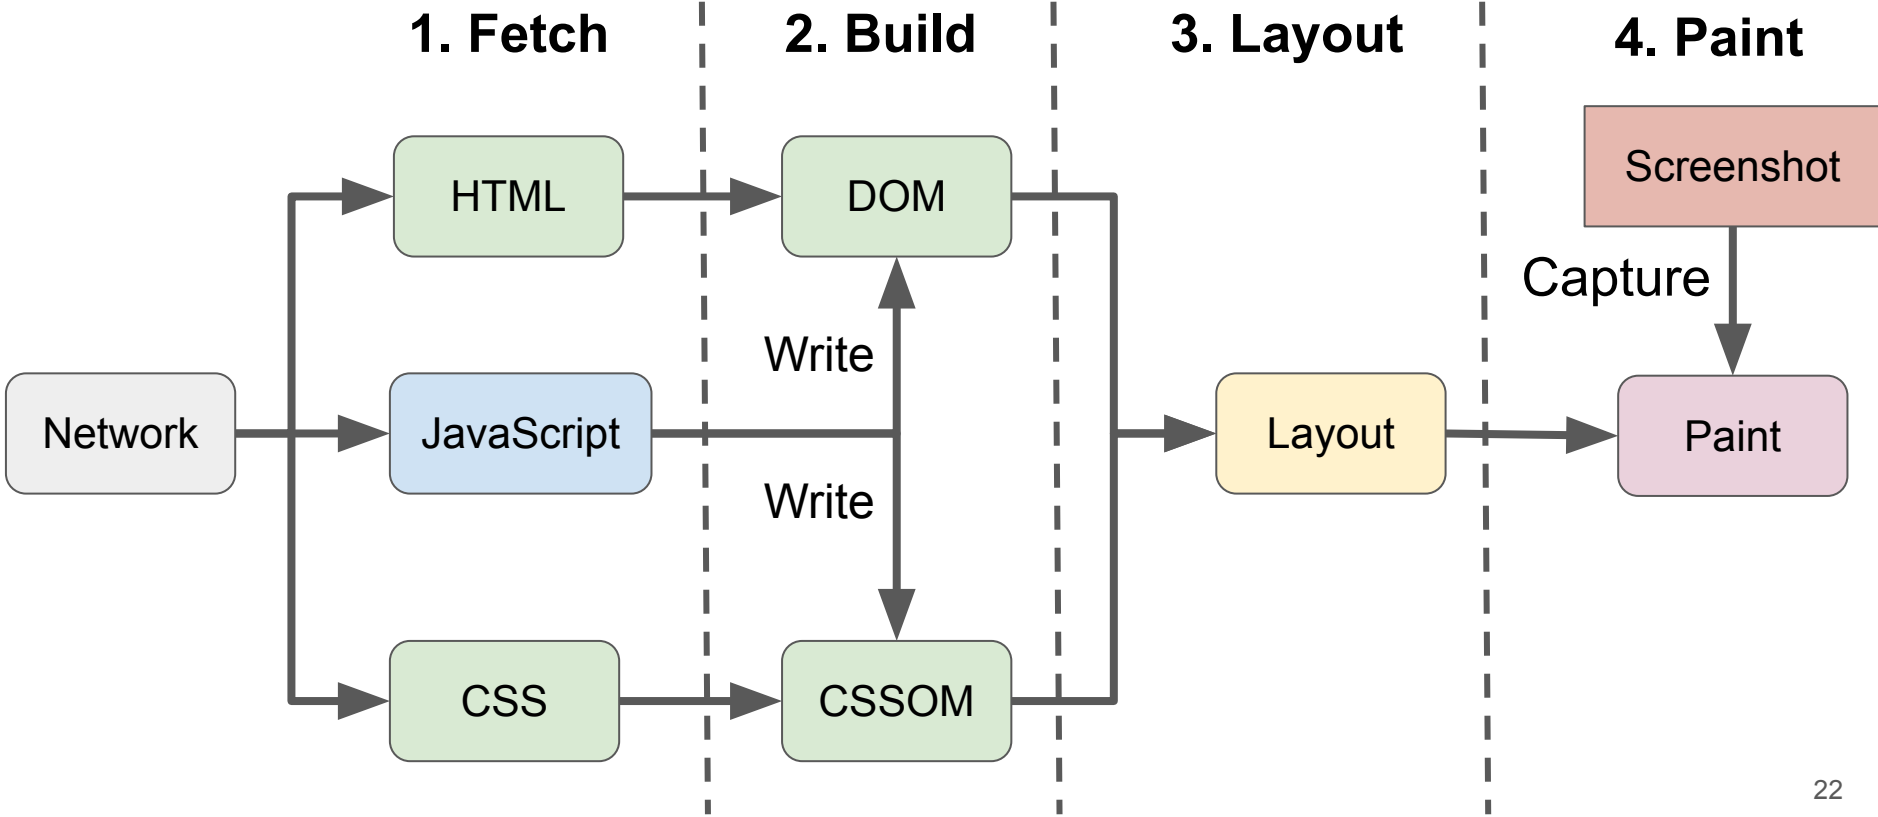 1. Fetch
2. Build
3. Layout
4. Paint
Screenshot
HTML
DOM
Capture
Write
Network
JavaScript
Layout
Paint
Write
CSS
CSSOM
22